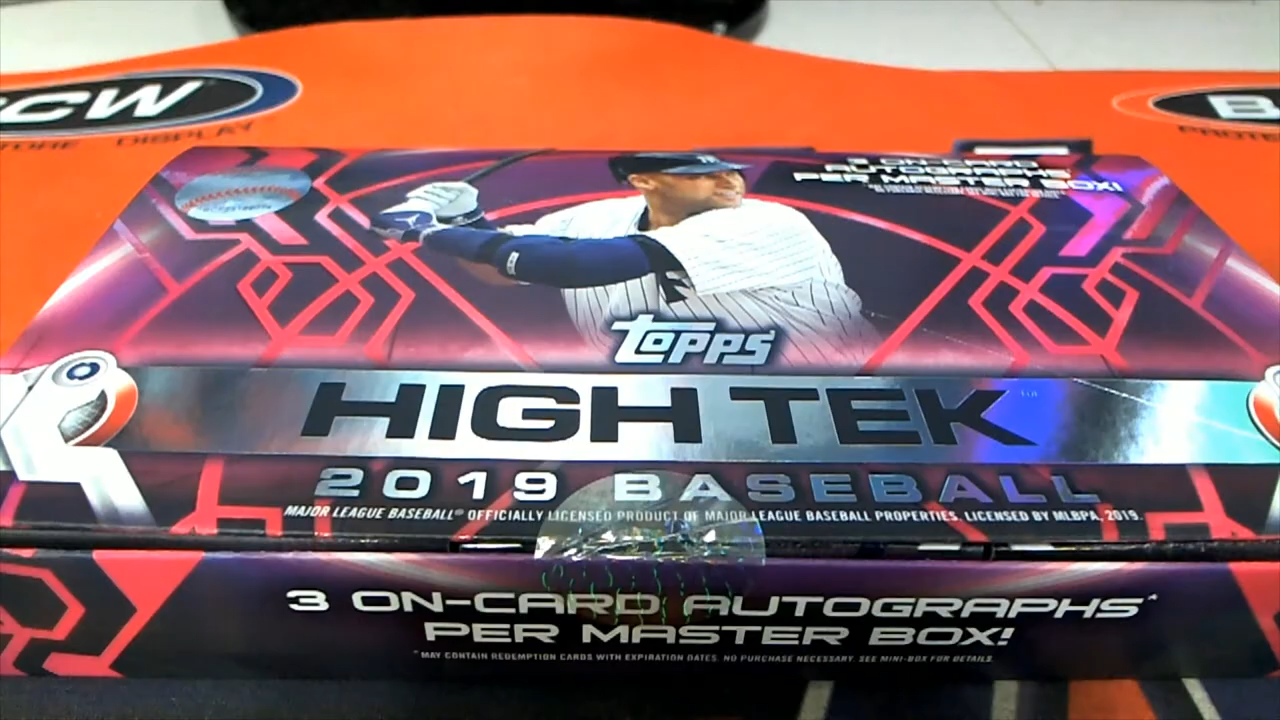 CCW
DISPLAY
B
PROTE
3 ON-CARD
AUTOGRAPHS*
PER MASTER BOX!
TOPPS
HIGH TEK
2019 BASEBALL
MAJOR LEAGUE BASEBALL® OFFICIALLY LICENSED PRODUCT OF MAJOR LEAGUE BASEBALL PROPERTIES. LICENSED BY MLBPA, 2019.
3 ON-CARD AUTOGRAPHS*
PER MASTER BOX!
*MAY CONTAIN REDEMPTION CARDS WITH EXPIRATION DATES. NO PURCHASE NECESSARY. SEE MINI-BOX FOR DETAILS.